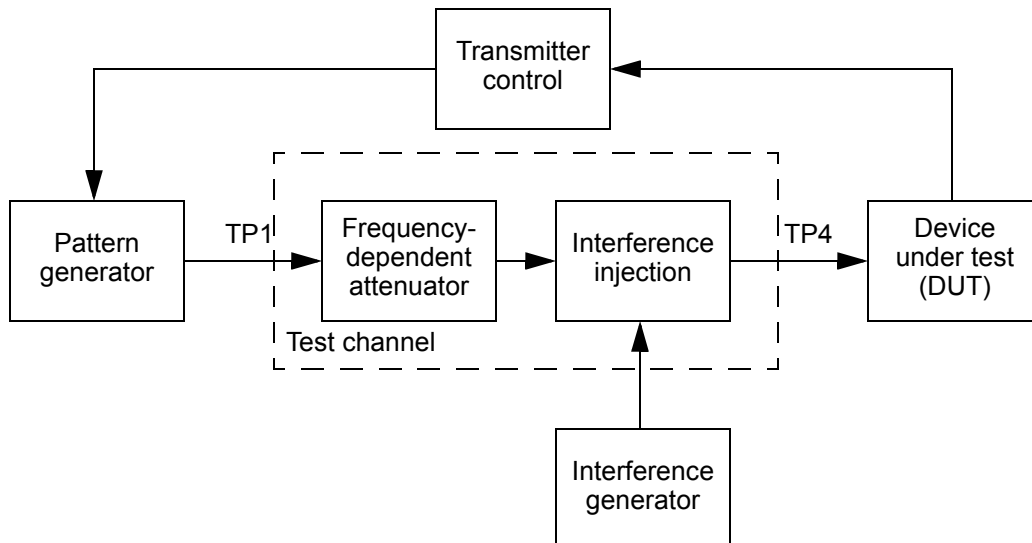 Transmitter
control
Pattern
generator
TP1
Frequency-
dependent
attenuator
Interference
injection
TP4
Device
under test
(DUT)
Test channel
Interference
generator